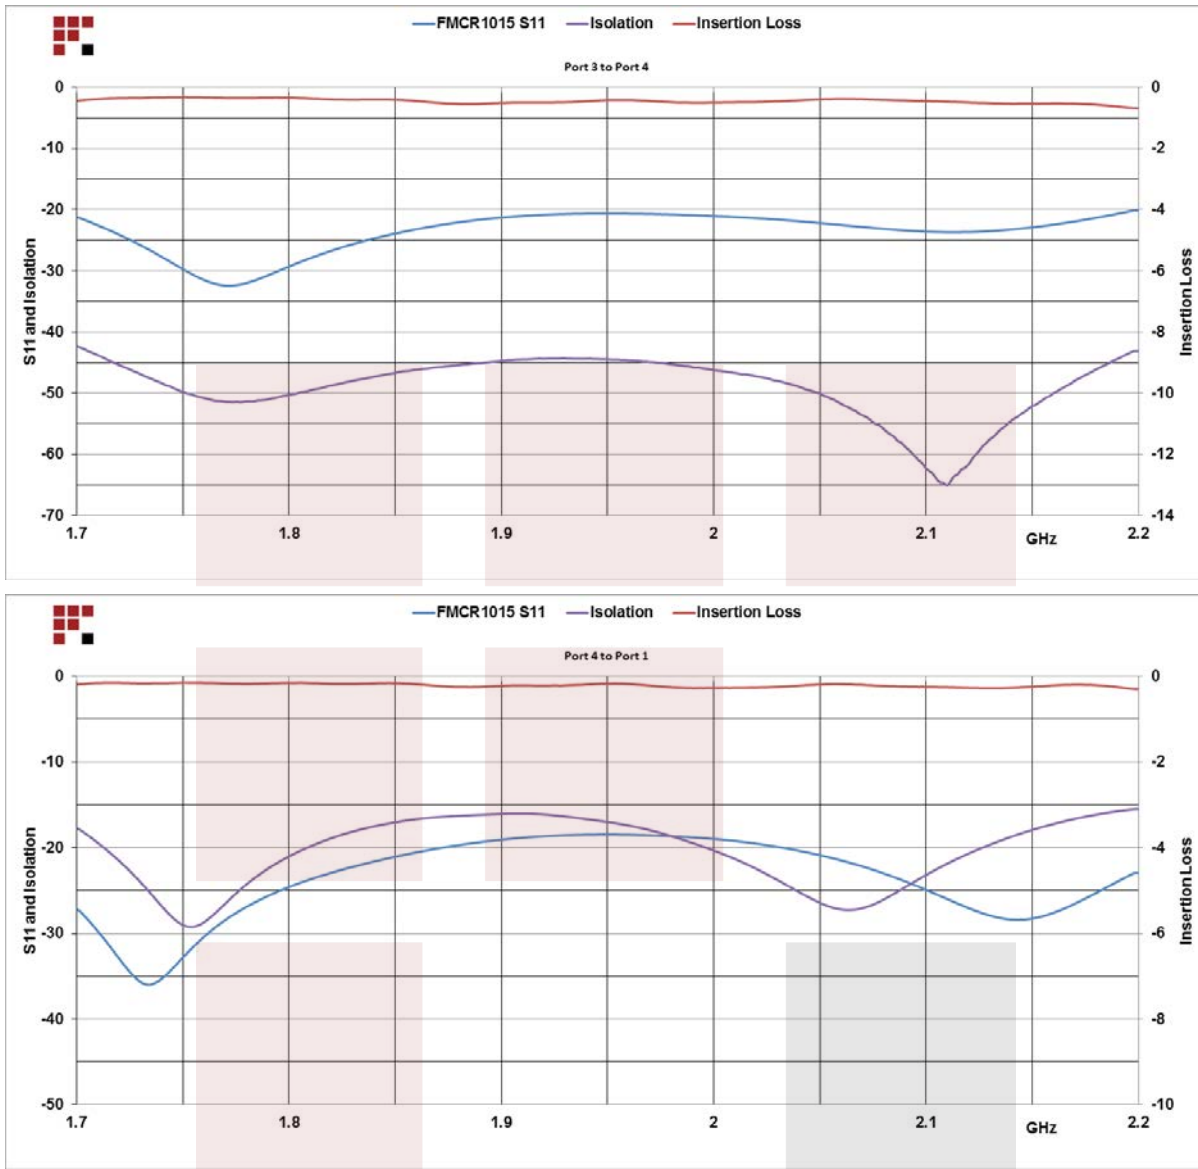 FMCR1015 S11 Isolation Insertion Loss
Port 3 to Port 4
0 0
-10 -2
-20 -4
-30 -6
-40 -8
-50 -10
-60 -12
-70 -14
S11 and Isolation
Insertion Loss
1.7 1.8 1.9 2 2.1 GHz 2.2
FMCR1015 S11 Isolation Insertion Loss
Port 4 to Port 1
0 0
-10 -2
-20 -4
-30 -6
-40 -8
-50 -10
S11 and Isolation
Insertion Loss
1.7 1.8 1.9 2 2.1 GHz 2.2